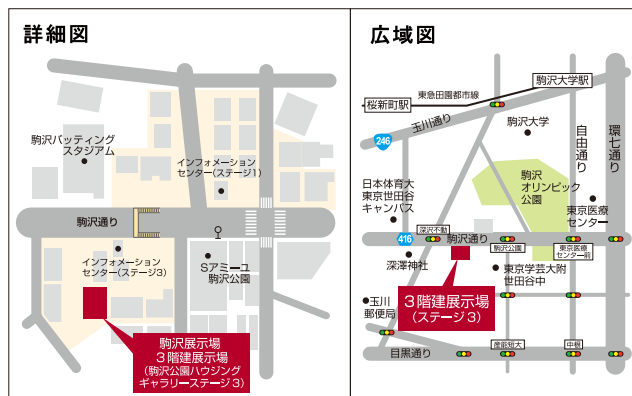 詳細図
駒沢バッティング
スタジアム
インフォメーション
センター(ステージ1)
駒沢通り
インフォメーション
センター(ステージ3)
Sアミーユ
駒沢公園
駒沢展示場
3階建展示場
(駒沢公園ハウジング
ギャラリーステージ3)
広域図
駒沢大学駅
東急田園都市線
桜新町駅
玉川通り
246
駒沢大学
自由通り
環七通り
日本体育大
東京世田谷
キャンパス
駒沢
オリンピック
公園
東京医療
センター
416
深沢不動
駒沢通り
駒沢公園
東京医療
センター前
深澤神社
東京学芸大附
世田谷中
3階建展示場
(ステージ3)
玉川
郵便局
目黒通り
産能短大
中根